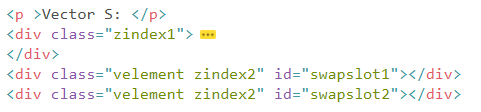 <p >Vector S: </p>
<div class="zindex1"> ⋯
</div>
<div class="velement zindex2" id="swapslot1"></div>
<div class="velement zindex2" id="swapslot2"></div>